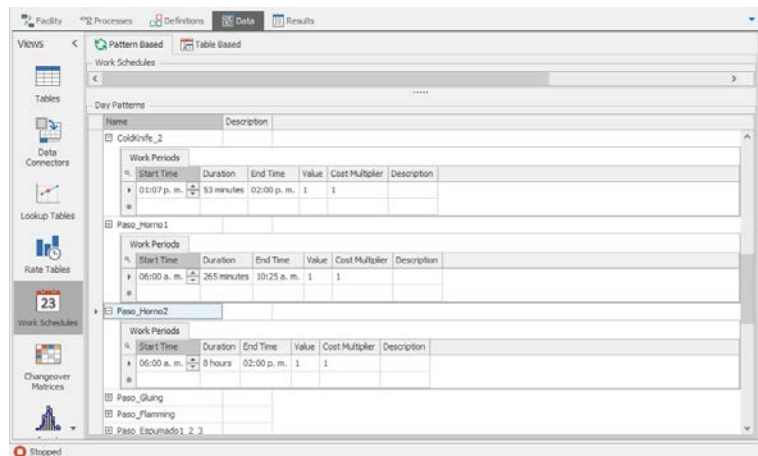 Facility Processes Definitions Data Results
Views < Pattern Based Table Based
Work Schedules
Tables
Day Patterns
Name Description
ColdKnife_2
Data Connectors
Work Periods
Start Time Duration End Time Value Cost Multiplier Description
01:07 p. m. 53 minutes 02:00 p. m. 1 1
Lookup Tables
Paso_Horno1
Work Periods
Rate Tables
Start Time Duration End Time Value Cost Multiplier Description
06:00 a. m. 265 minutes 10:25 a. m. 1 1
23
Work Schedules
Paso_Horno2
Work Periods
Start Time Duration End Time Value Cost Multiplier Description
06:00 a. m. 8 hours 02:00 p. m. 1 1
Changeover Matrices
Paso_Gluing
Paso_Flamming
Paso_Espumado1_2_3
Stopped